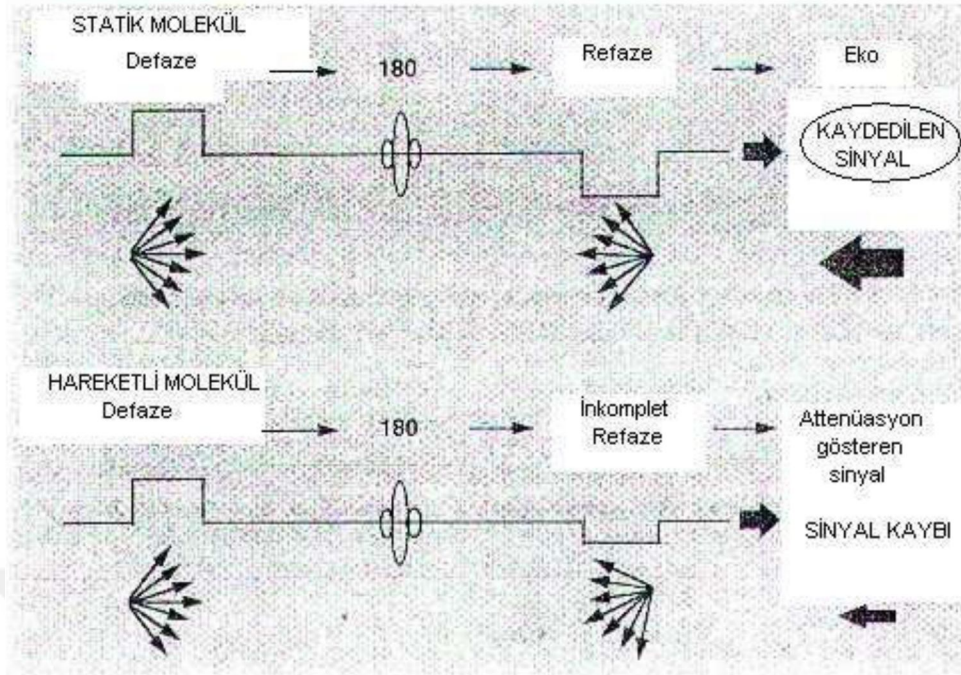 STATİK MOLEKÜL
Defaze
180
Refaze
Eko
KAYDEDİLEN
SİNYAL
HAREKETLİ MOLEKÜL
Defaze
180
İnkomplet
Refaze
Attenüasyon
gösteren
sinyal
SİNYAL KAYBI